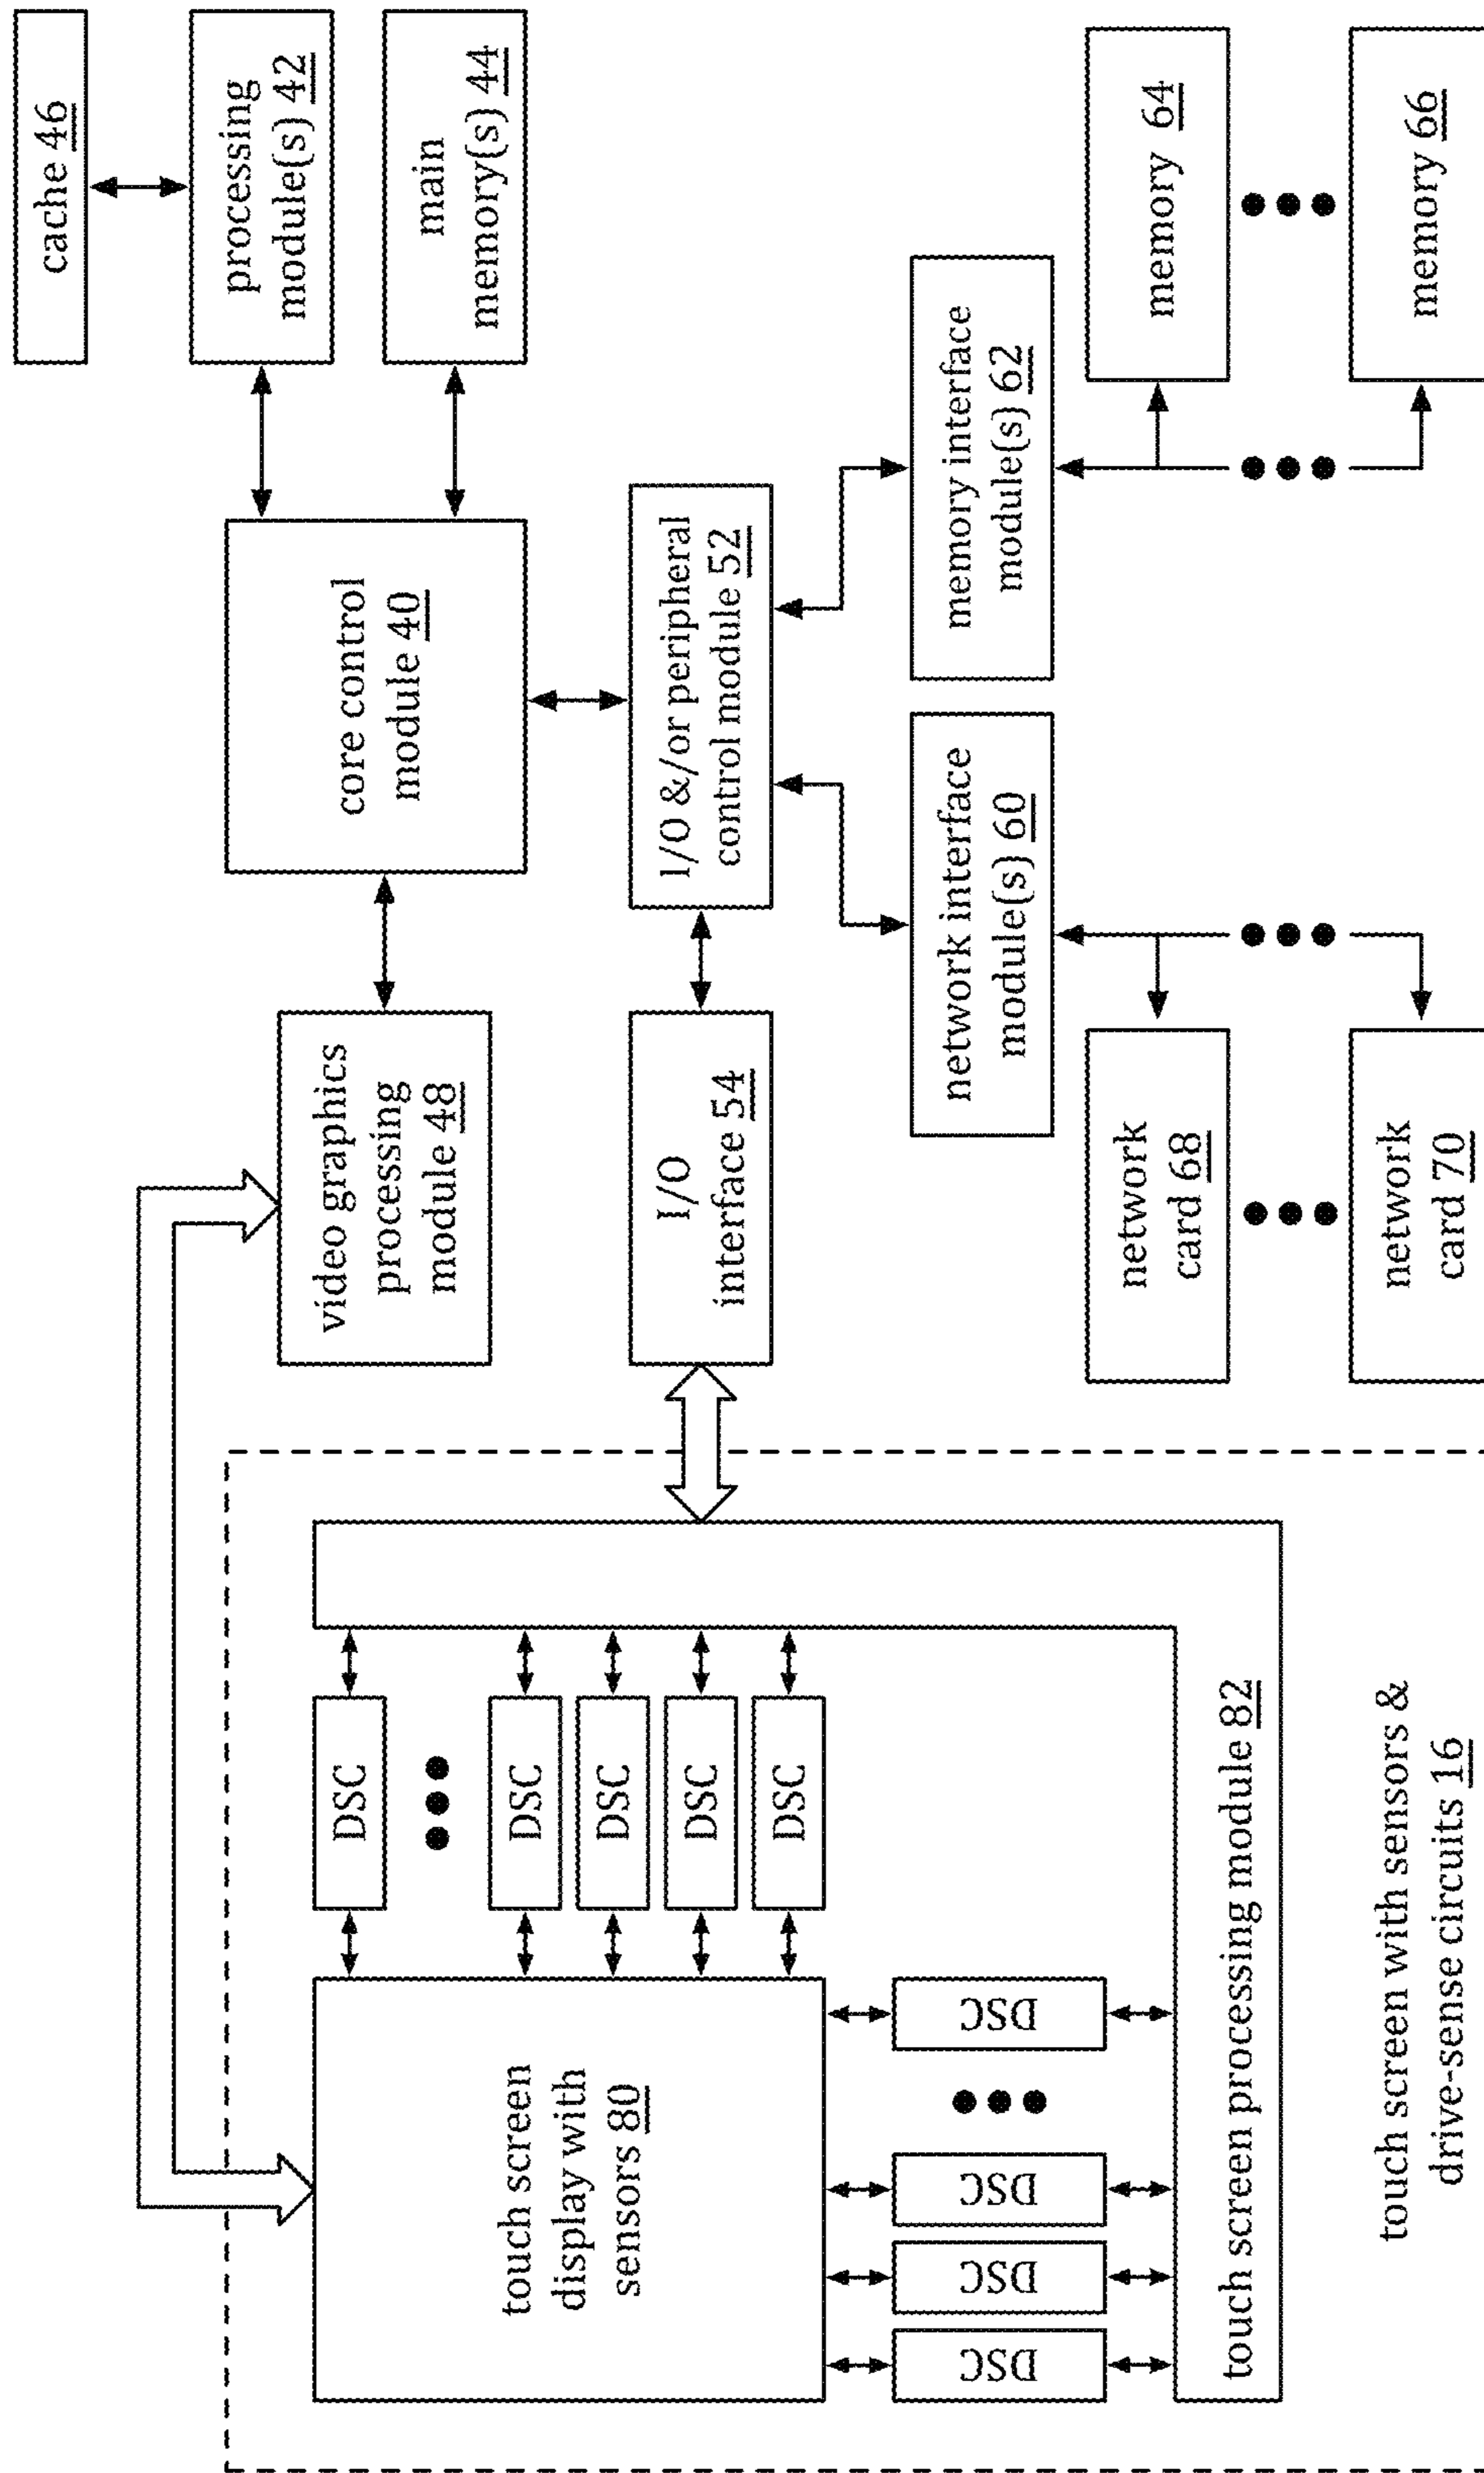 touch screen
display with
sensors 80
DSC
DSC
DSC
DSC
DSC
DSC
DSC
DSC
DSC
touch screen processing module 82
touch screen with sensors &
drive-sense circuits 16
video graphics
processing
module 48
core control
module 40
cache 46
processing
module(s) 42
main
memory(s) 44
I/O
interface 54
I/O &/or peripheral
control module 52
network interface
module(s) 60
memory interface
module(s) 62
network
card 68
network
card 70
memory 64
memory 66